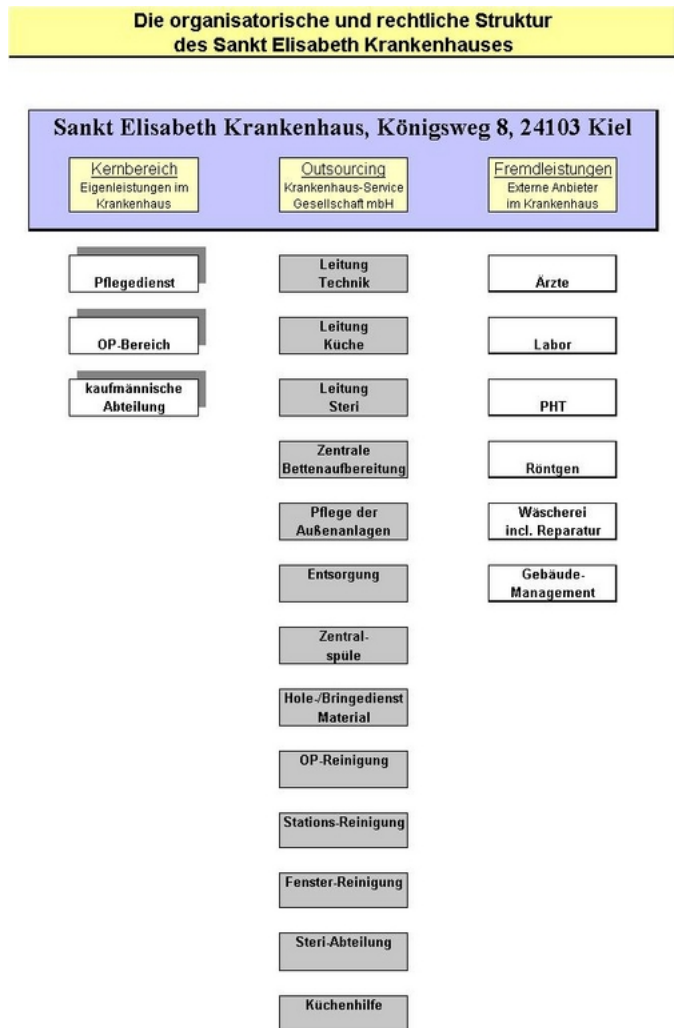 Die organisatorische und rechtliche Struktur
des Sankt Elisabeth Krankenhauses
Sankt Elisabeth Krankenhaus, Königsweg 8, 24103 Kiel
Kernbereich
Eigenleistungen im
Krankenhaus
Outsourcing
Krankenhaus-Service
Gesellschaft mbH
Fremdleistungen
Externe Anbieter
im Krankenhaus
Pflegedienst
OP-Bereich
kaufmännische
Abteilung
Leitung
Technik
Leitung
Küche
Leitung
Steri
Zentrale
Bettenaufbereitung
Pflege der
Außenanlagen
Entsorgung
Zentral-
spüle
Hole-/Bringedienst
Material
OP-Reinigung
Stations-Reinigung
Fenster-Reinigung
Steri-Abteilung
Küchenhilfe
Ärzte
Labor
PHT
Röntgen
Wäscherei
incl. Reparatur
Gebäude-
Management